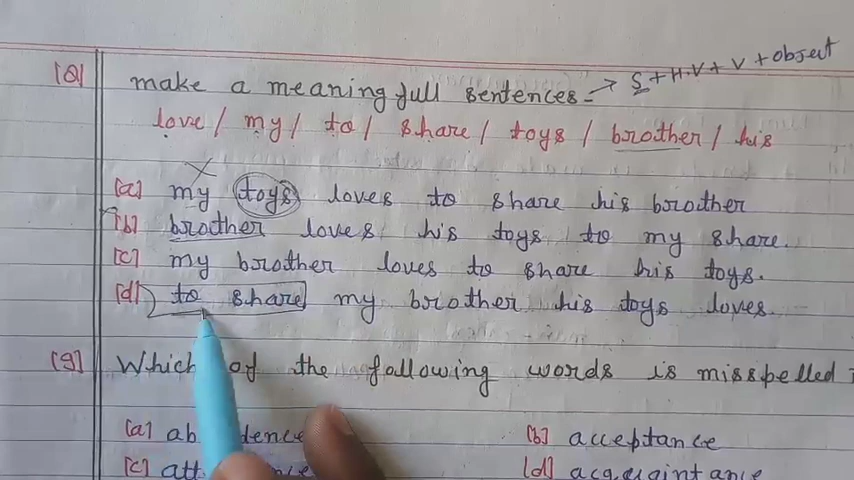 [8] make a meaningfull sentences → S + H.V + V + object
love / my / to / share / toys / brother / his
[a] my toys loves to share his brother
[b] brother loves his toys to my share.
[c] my brother loves to share his toys.
[d] to share my brother his toys loves.
[9] Which of the following words is misspelled
[b] acceptance
[a]
[c]
[d] acquaintance